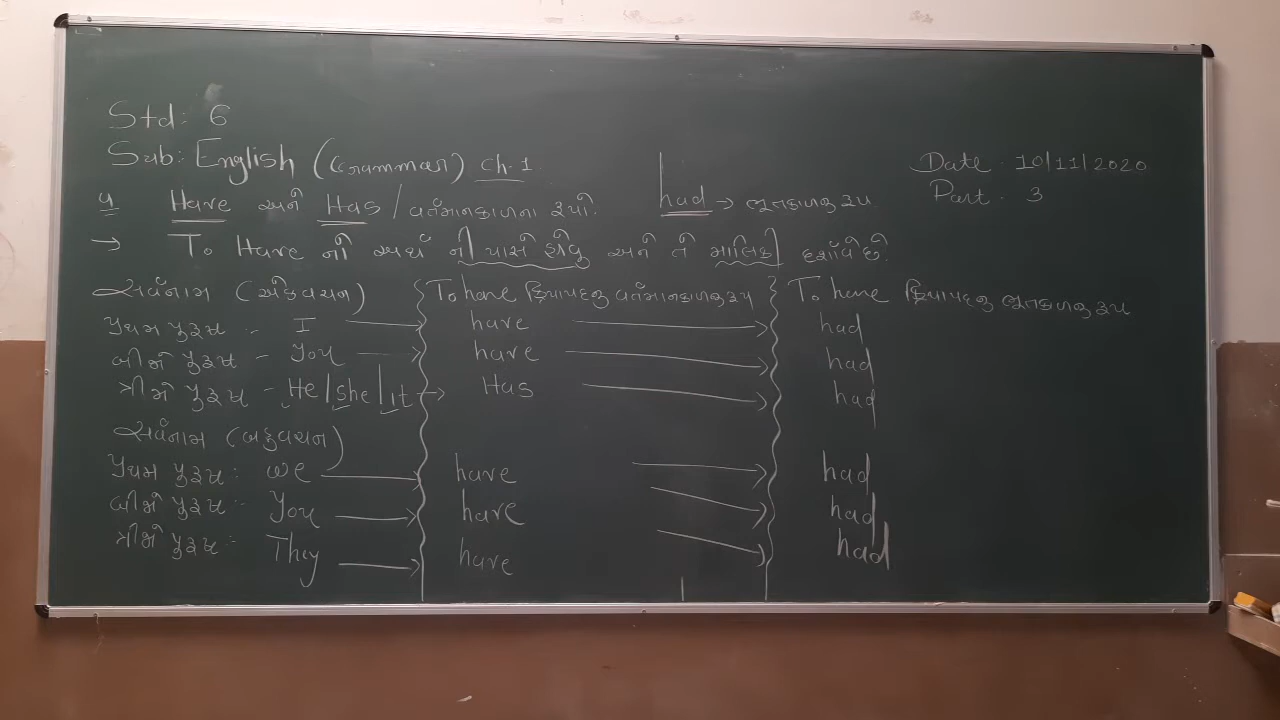 Std: 6
Sub: English (Grammar) Ch.1
Date. 10/11/2020
Part. 3
પ Have અને Has / વર્તમાનકાળના રૂપો. had → ભૂતકાળનું રૂપ.
→ To Have નો અર્થ ની પાસે હોવું અને તે માલિકી દર્શાવે છે.
સર્વનામ (એકવચન) To have ક્રિયાપદનું વર્તમાનકાળનું રૂપ To have ક્રિયાપદનું ભૂતકાળનું રૂપ
પ્રથમ પુરૂષ :- I → have → had
બીજો પુરૂષ - You → have → had
ત્રીજો પુરૂષ - He/she/it → Has → had
સર્વનામ (બહુવચન)
પ્રથમ પુરૂષ: We → have → had
બીજો પુરૂષ :- You → have → had
ત્રીજો પુરૂષ :- They → have → had